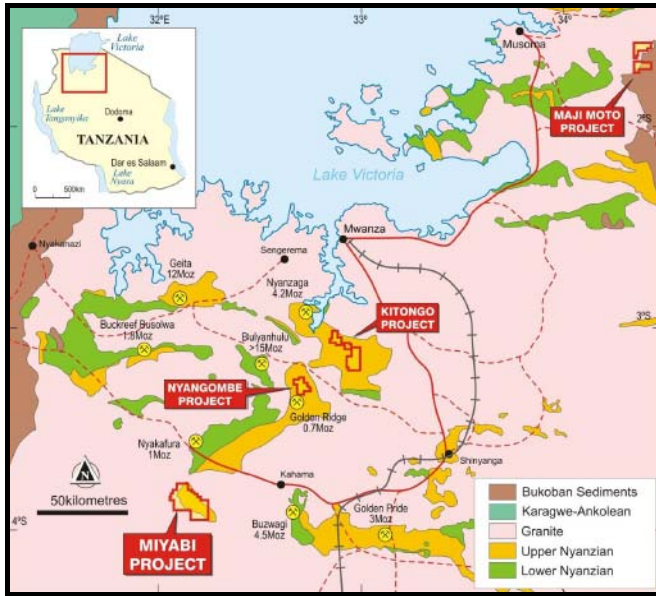 32°E
33°
34°
Lake
Victoria
Lake
Tanganyika
Dodoma
TANZANIA
Dar es Salaam
Lake
Nyasa
0
500km
Musoma
MAJI MOTO
PROJECT
2°S
Lake Victoria
Nyakanazi
Mwanza
Sengerema
Geita
12Moz
Nyanzaga
4.2Moz
3°S
KITONGO
PROJECT
Buckreef Busolwa
1.8Moz
Bulyanhulu
>15Moz
NYANGOMBE
PROJECT
Golden Ridge
0.7Moz
Nyakafura
1Moz
Shinyanga
N
50kilometres
Kahama
4°S
MIYABI
PROJECT
Buzwagi
4.5Moz
Golden Pride
3Moz
Bukoban Sediments
Karagwe-Ankolean
Granite
Upper Nyanzian
Lower Nyanzian